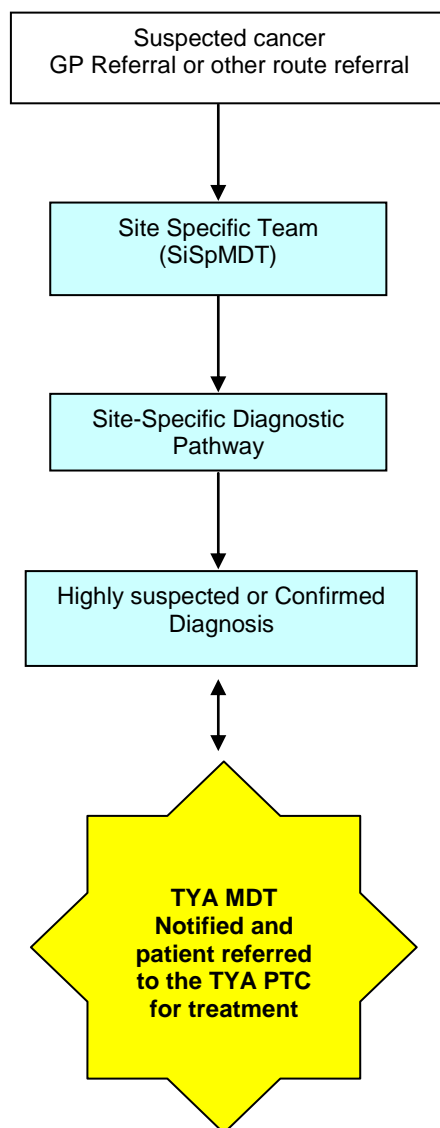 Suspected cancer
GP Referral or other route referral
Site Specific Team
(SiSpMDT)
Site-Specific Diagnostic
Pathway
Highly suspected or Confirmed
Diagnosis
TYA MDT
Notified and
patient referred
to the TYA PTC
for treatment